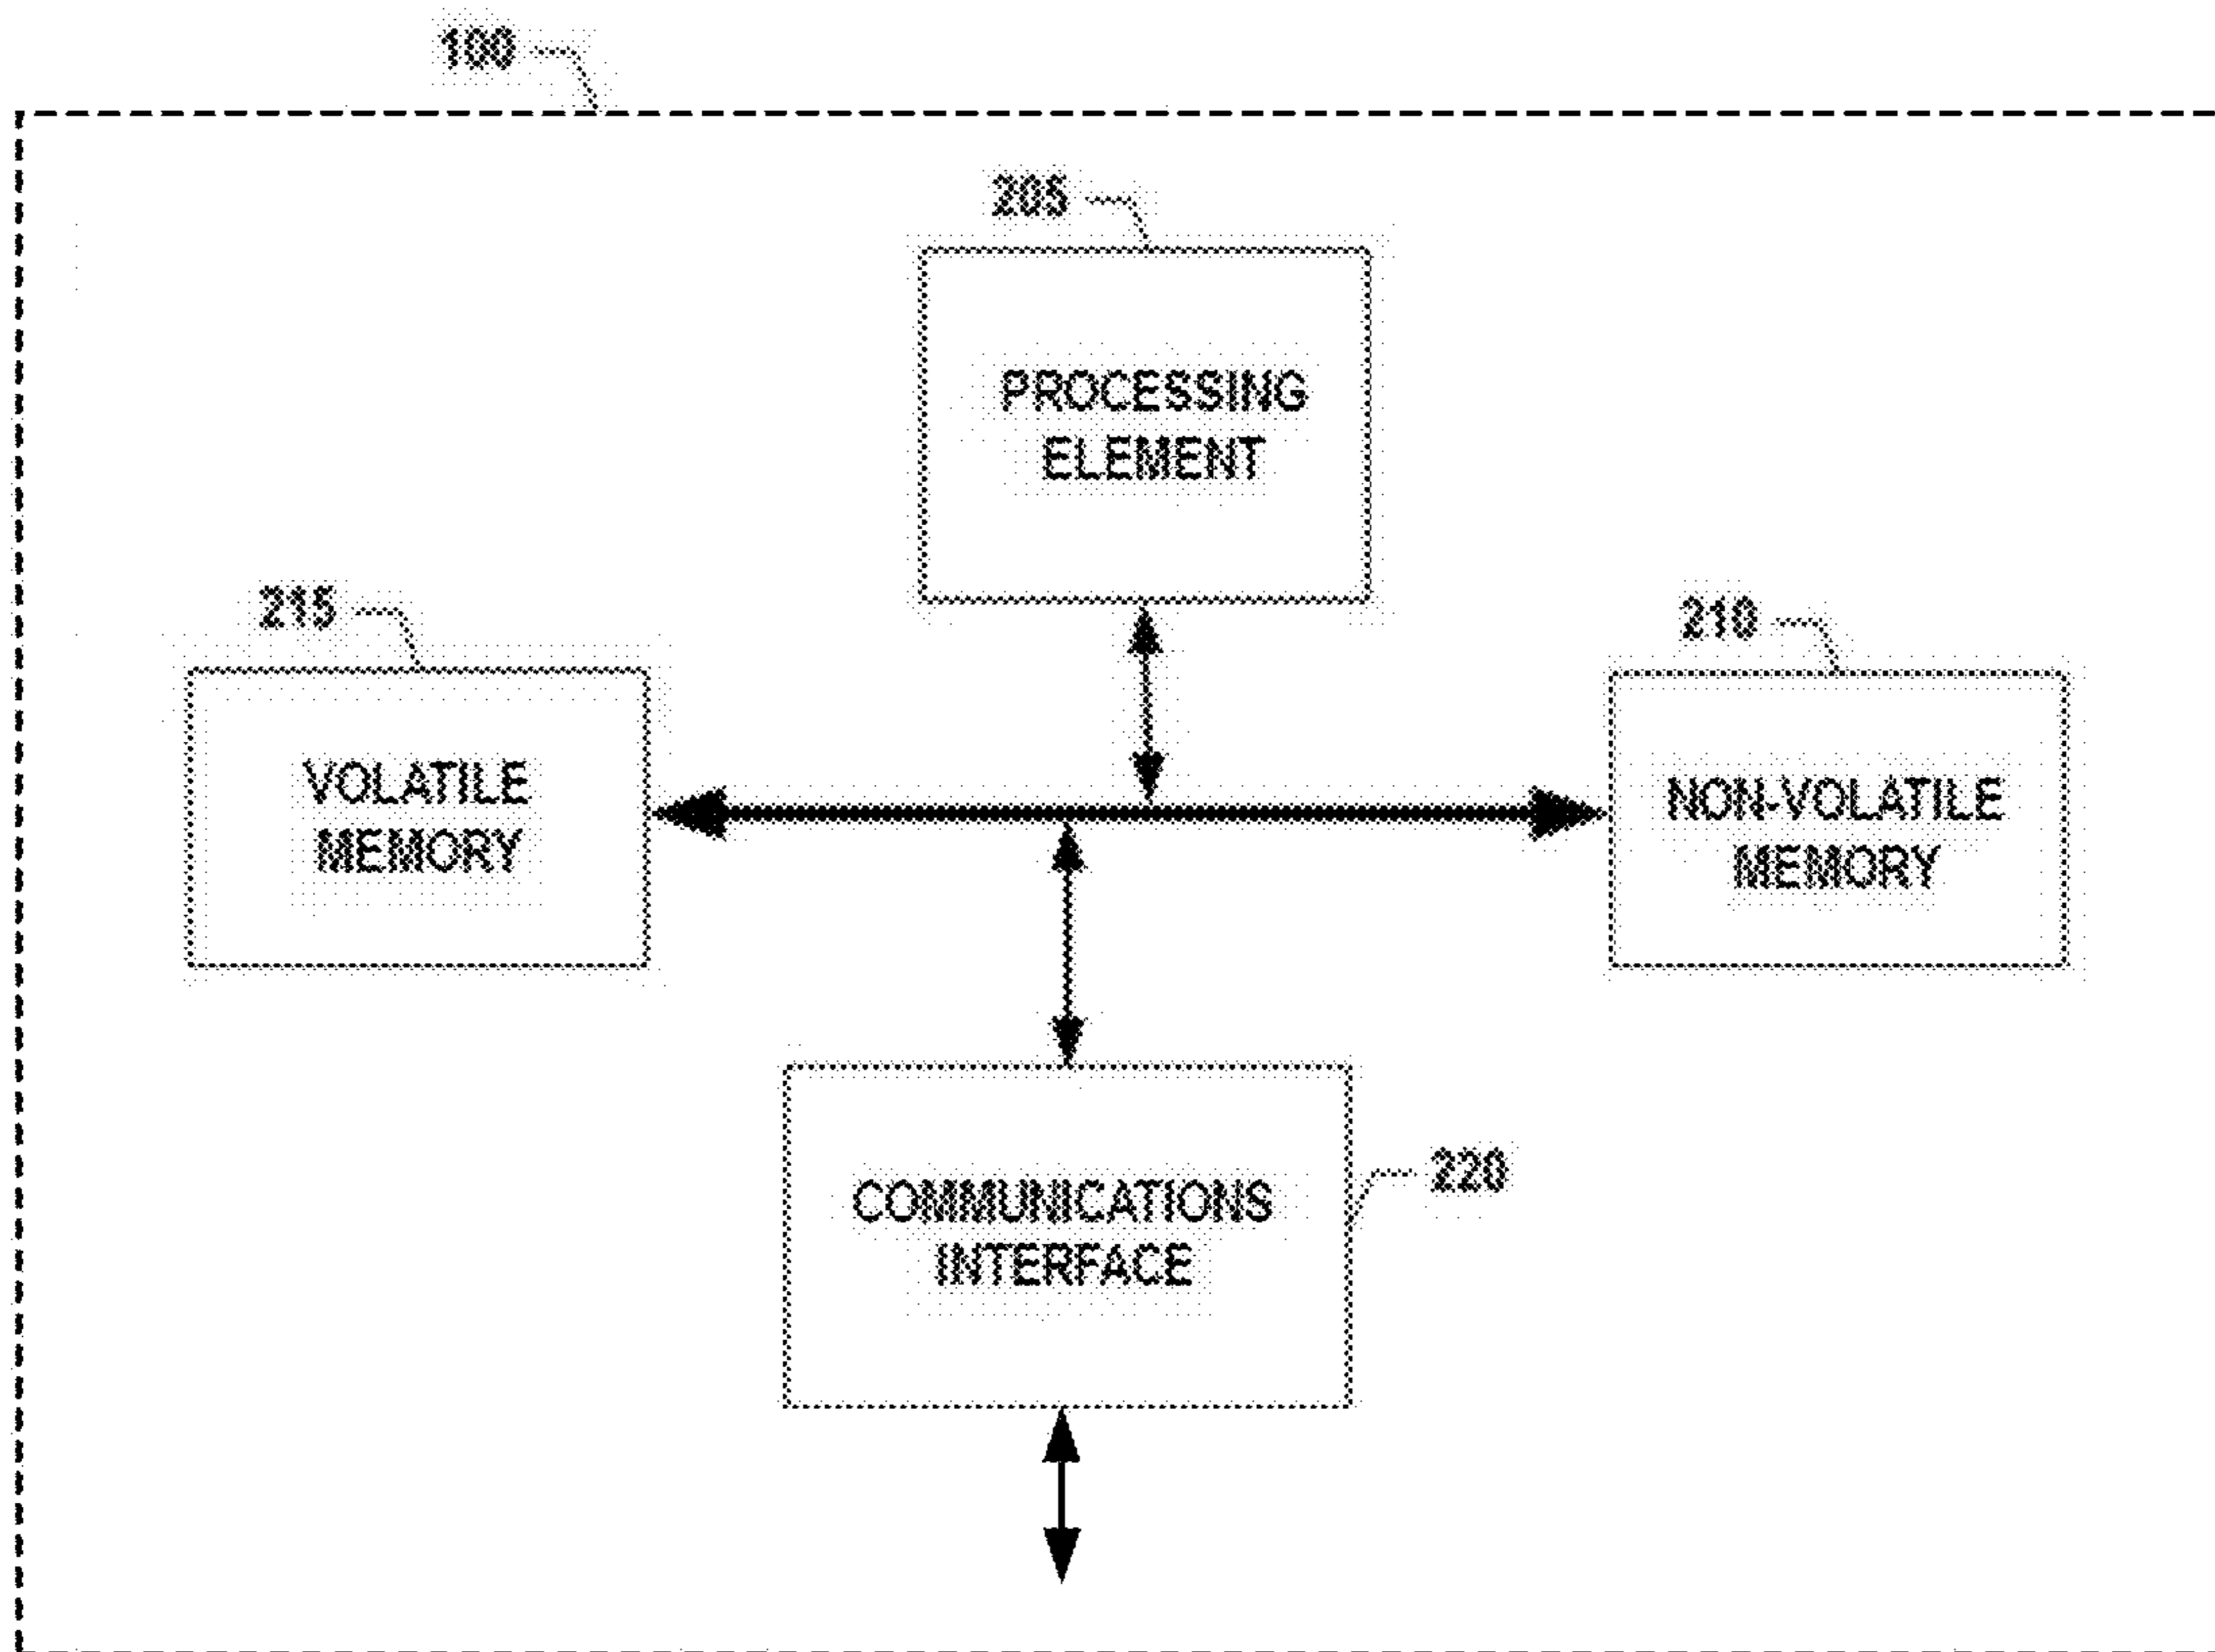 100
205
PROCESSING
ELEMENT
215
210
VOLATILE
MEMORY
NON-VOLATILE
MEMORY
220
COMMUNICATIONS
INTERFACE